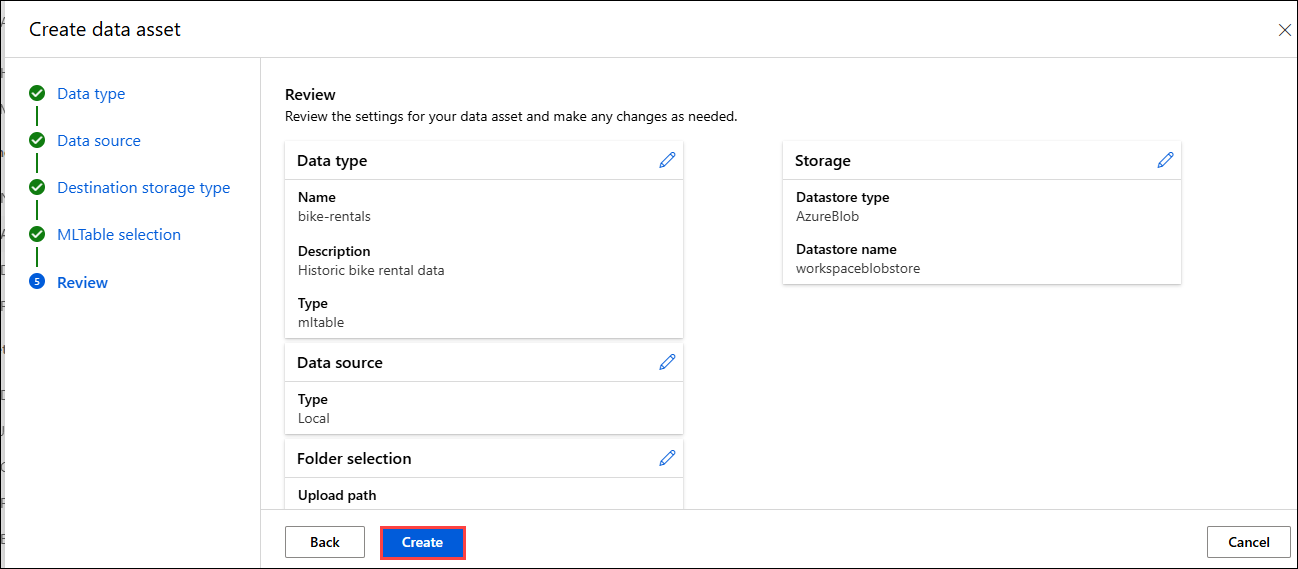 Create data asset
Data type
Data source
Destination storage type
MLTable selection
5
Review
Review
Review the settings for your data asset and make any changes as needed.
Data type
Name
bike-rentals
Description
Historic bike rental data
Type
mltable
Data source
Type
Local
Folder selection
Upload path
Storage
Datastore type
AzureBlob
Datastore name
workspaceblobstore
Back
Create
Cancel